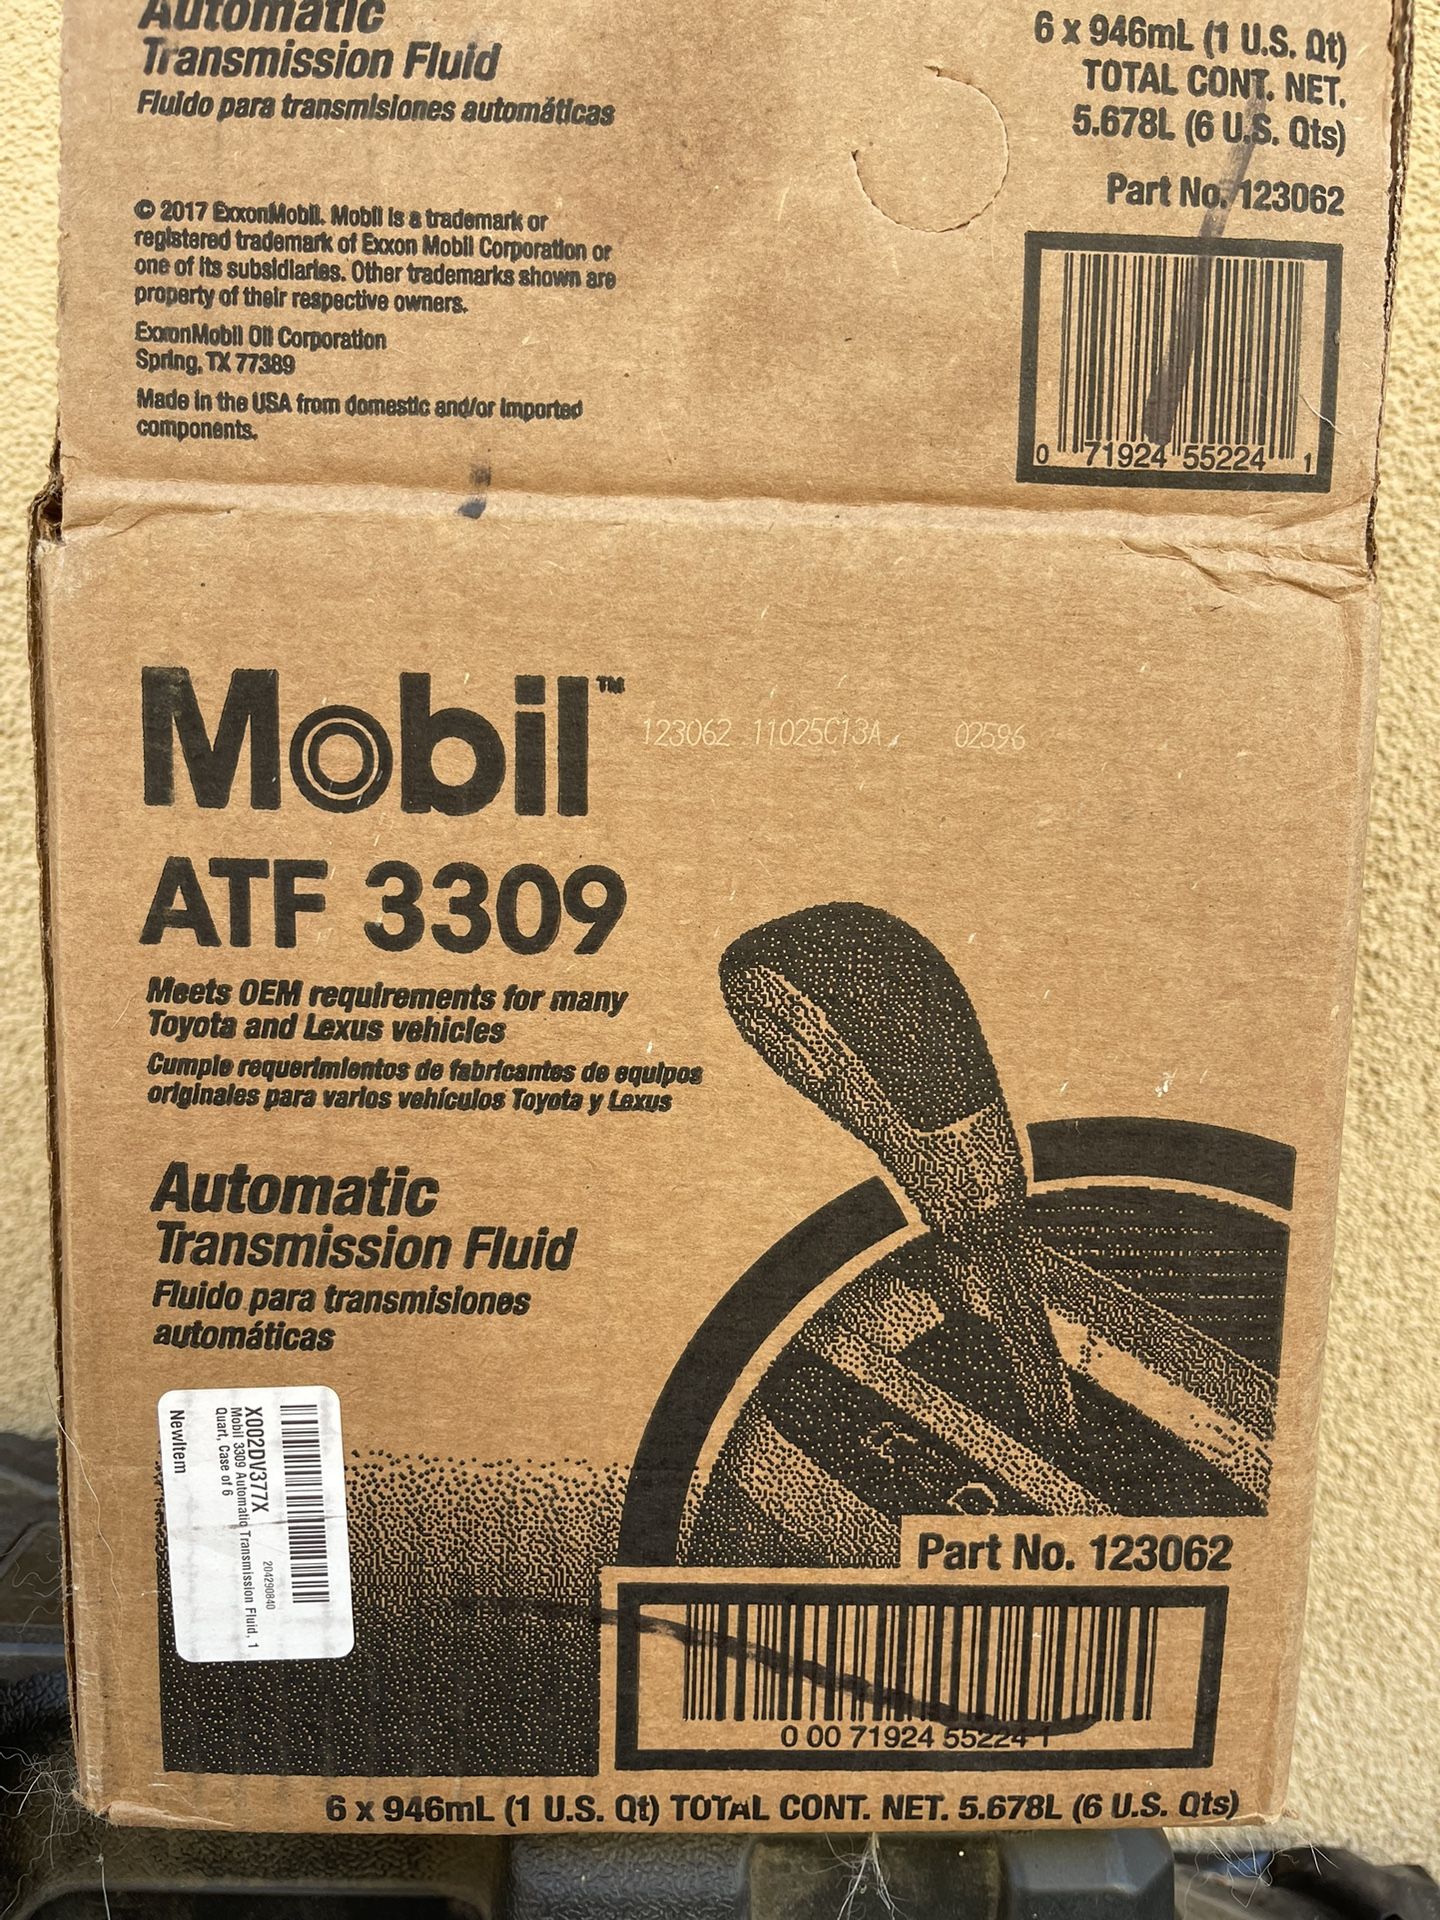 Automatic
Transmission Fluid
Fluido para transmisiones automáticas
6 x 946mL (1 U.S. Qt)
TOTAL CONT. NET.
5.678L (6 U.S. Qts)
Part No. 123062
© 2017 ExxonMobil. Mobil is a trademark or
registered trademark of Exxon Mobil Corporation or
one of its subsidiaries. Other trademarks shown are
property of their respective owners.
ExxonMobil Oil Corporation
Spring, TX 77389
Made in the USA from domestic and/or imported
components.
0 71924 55224 1
Mobil™
123062 11025C13A 02596
ATF 3309
Meets OEM requirements for many
Toyota and Lexus vehicles
Cumple requerimientos de fabricantes de equipos
originales para varios vehículos Toyota y Lexus
Automatic
Transmission Fluid
Fluido para transmisiones
automáticas
X002DV377X
204290840
Mobil 3309 Automatic Transmission Fluid, 1
Quart, Case of 6
NewItem
Part No. 123062
0 00 71924 55224 1
6 x 946mL (1 U.S. Qt) TOTAL CONT. NET. 5.678L (6 U.S. Qts)